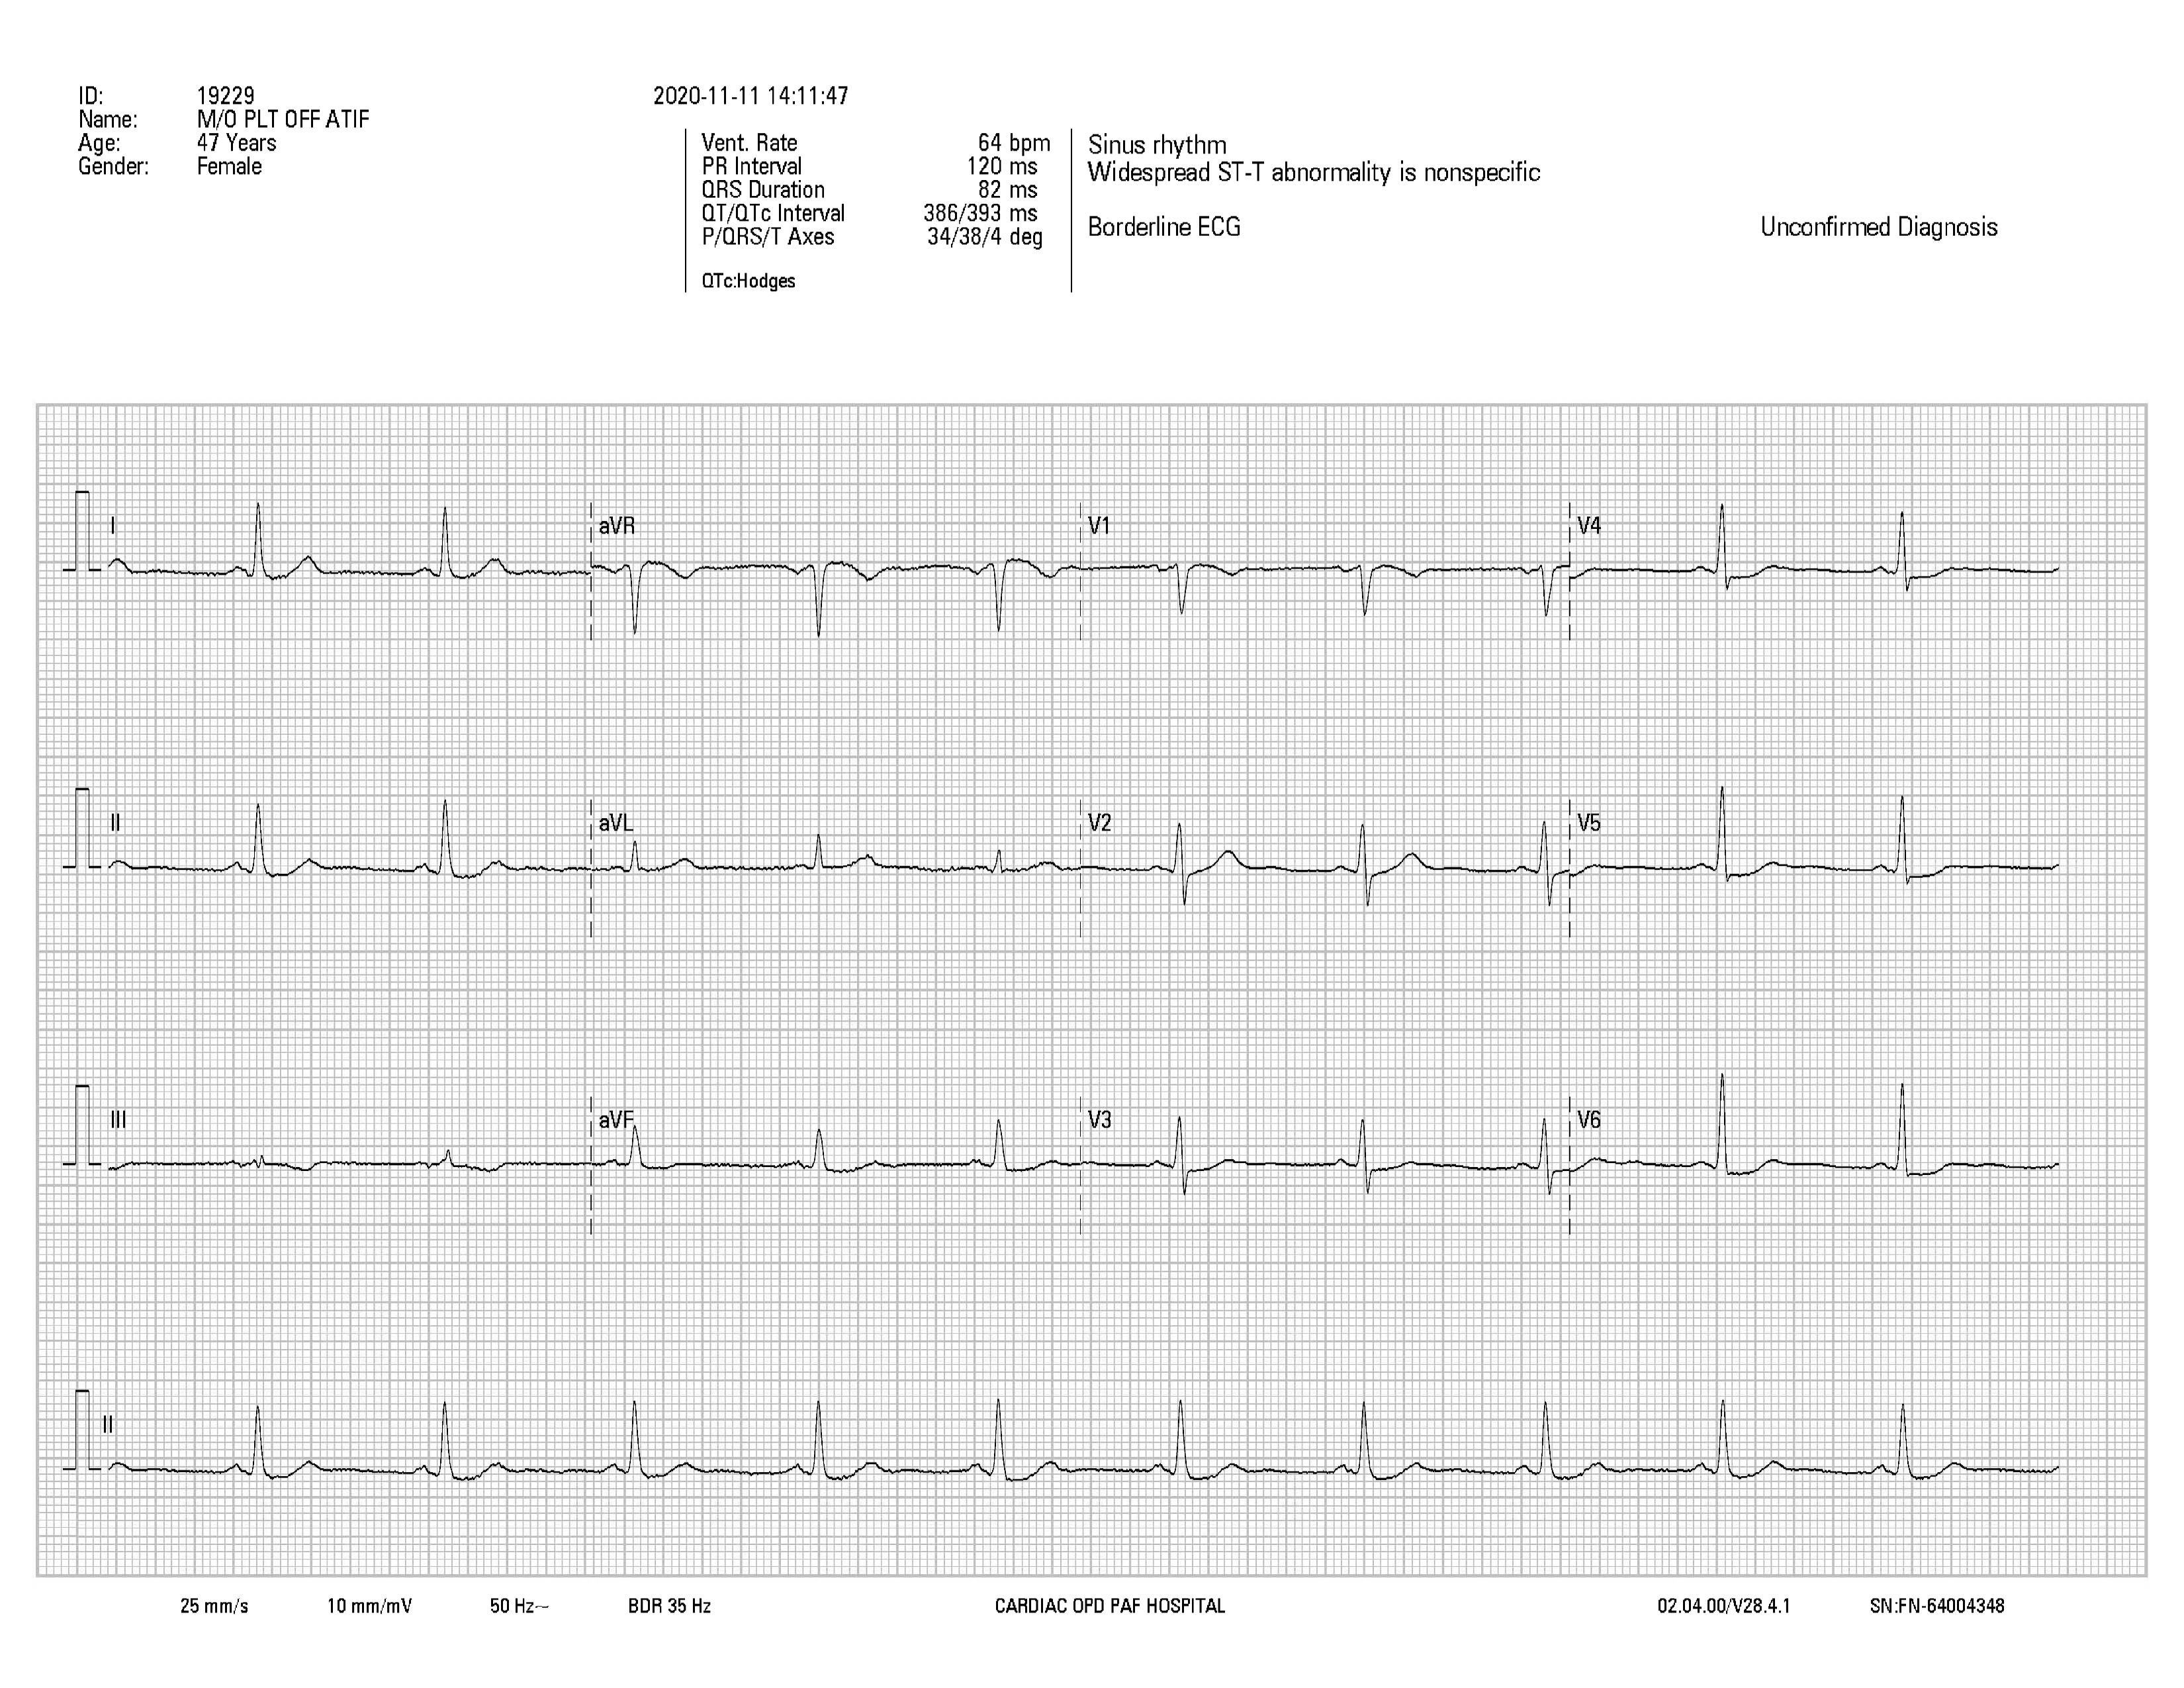 ID: 19229
Name: M/O PLT OFF ATIF
Age: 47 Years
Gender: Female
2020-11-11 14:11:47
Vent. Rate 64 bpm
PR Interval 120 ms
QRS Duration 82 ms
QT/QTc Interval 386/393 ms
P/QRS/T Axes 34/38/4 deg
QTc:Hodges
Sinus rhythm
Widespread ST-T abnormality is nonspecific
Borderline ECG
Unconfirmed Diagnosis
I aVR V1 V4
II aVL V2 V5
III aVF V3 V6
II
25 mm/s 10 mm/mV 50 Hz~ BDR 35 Hz CARDIAC OPD PAF HOSPITAL 02.04.00/V28.4.1 SN:FN-64004348